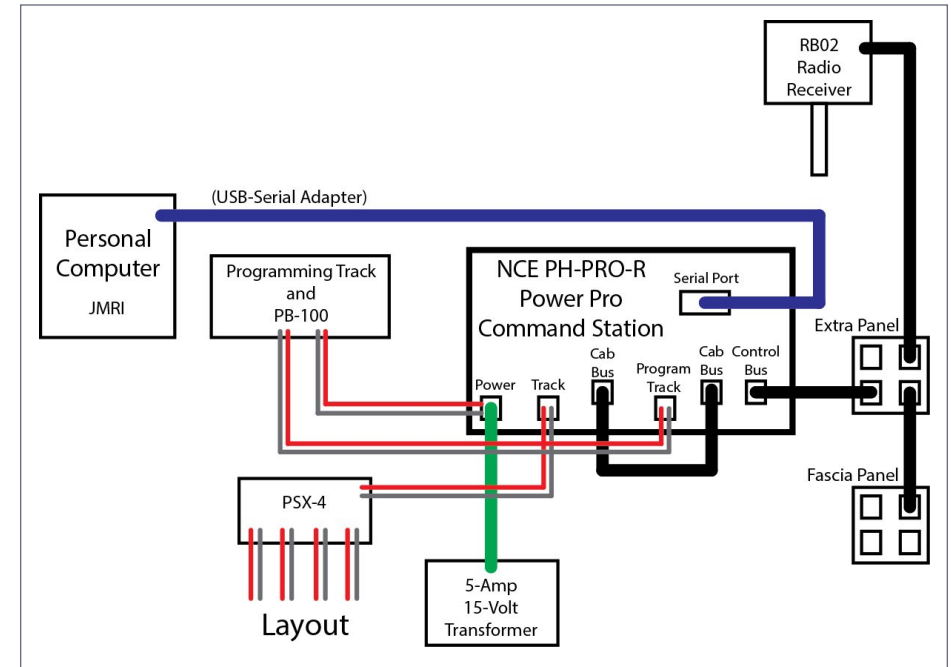 RB02
Radio
Receiver
(USB-Serial Adapter)
Personal
Computer
JMRI
Programming Track
and
PB-100
NCE PH-PRO-R
Power Pro
Command Station
Serial Port
Extra Panel
Power
Track
Cab
Bus
Program
Track
Cab
Bus
Control
Bus
Fascia Panel
PSX-4
Layout
5-Amp
15-Volt
Transformer